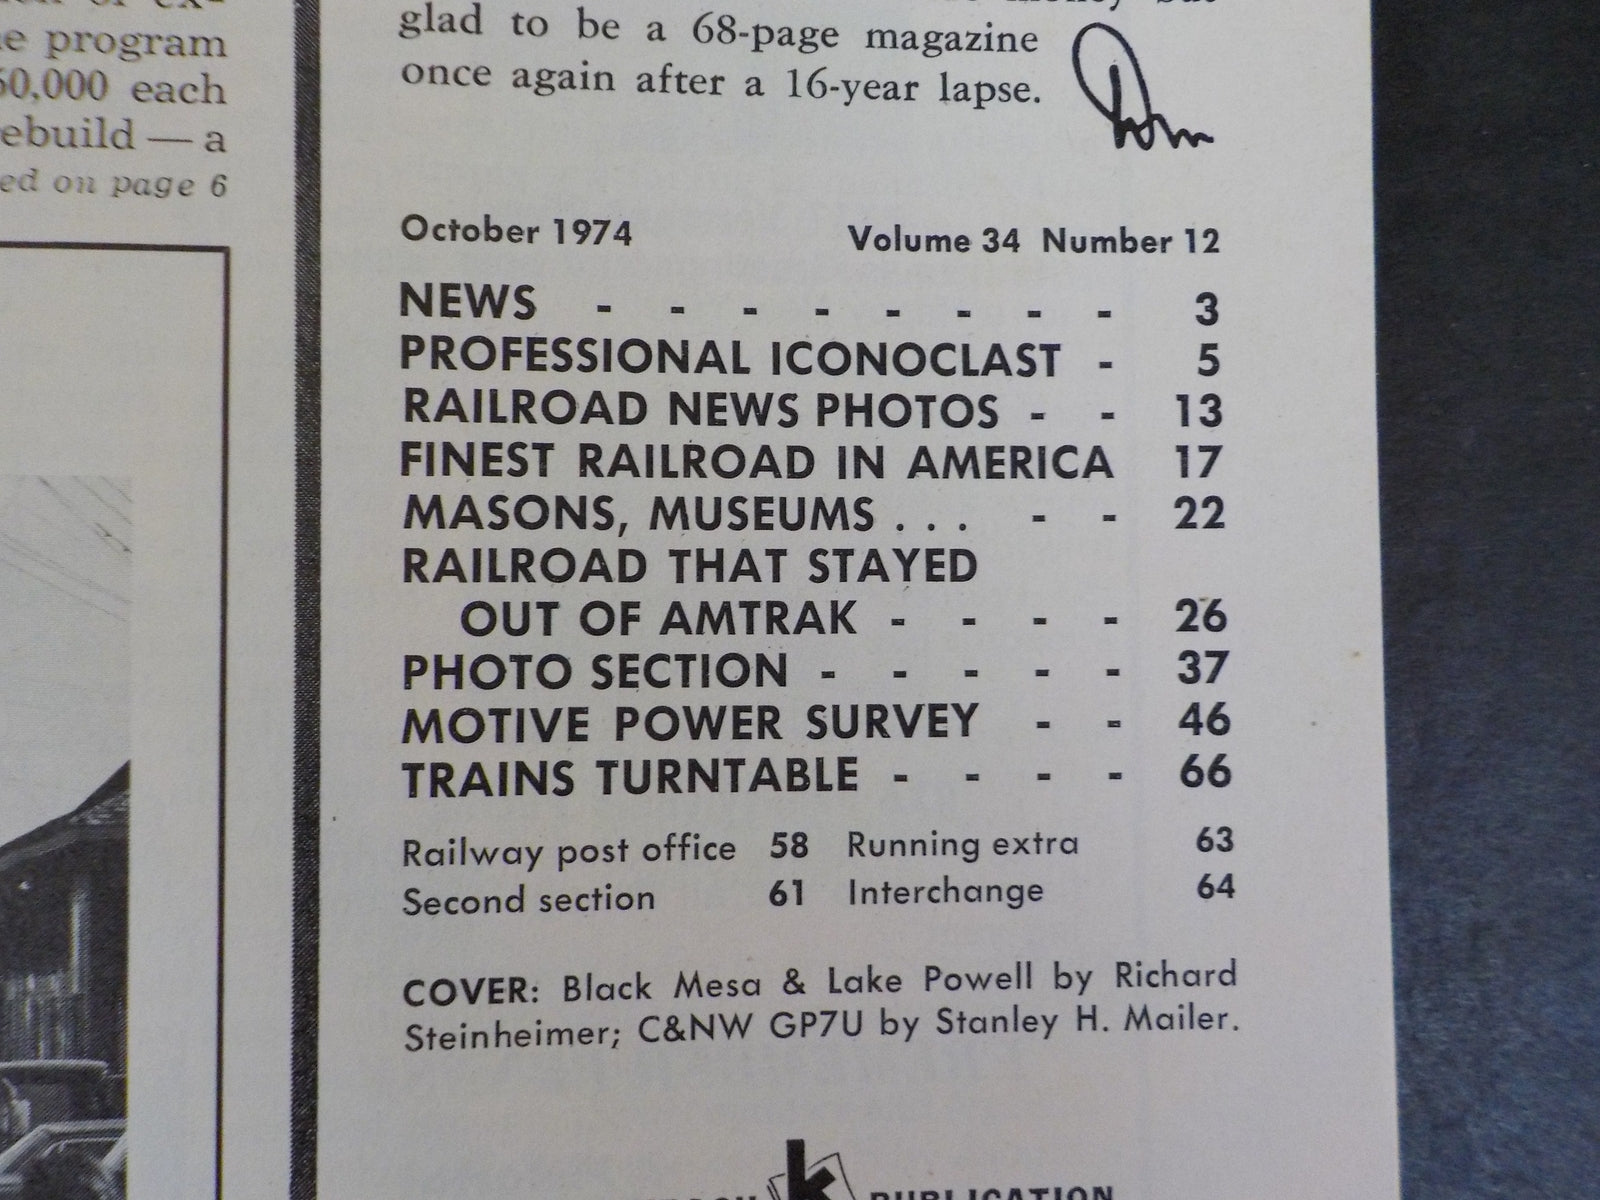 e program
50,000 each
ebuild — a
ed on page 6
glad to be a 68-page magazine
once again after a 16-year lapse.
October 1974 Volume 34 Number 12
NEWS - - - - - - - - 3
PROFESSIONAL ICONOCLAST - 5
RAILROAD NEWS PHOTOS - - 13
FINEST RAILROAD IN AMERICA 17
MASONS, MUSEUMS . . . - - 22
RAILROAD THAT STAYED
OUT OF AMTRAK - - - - 26
PHOTO SECTION - - - - - 37
MOTIVE POWER SURVEY - - 46
TRAINS TURNTABLE - - - - 66
Railway post office 58 Running extra 63
Second section 61 Interchange 64
COVER: Black Mesa & Lake Powell by Richard
Steinheimer; C&NW GP7U by Stanley H. Mailer.
k PUBLICATION